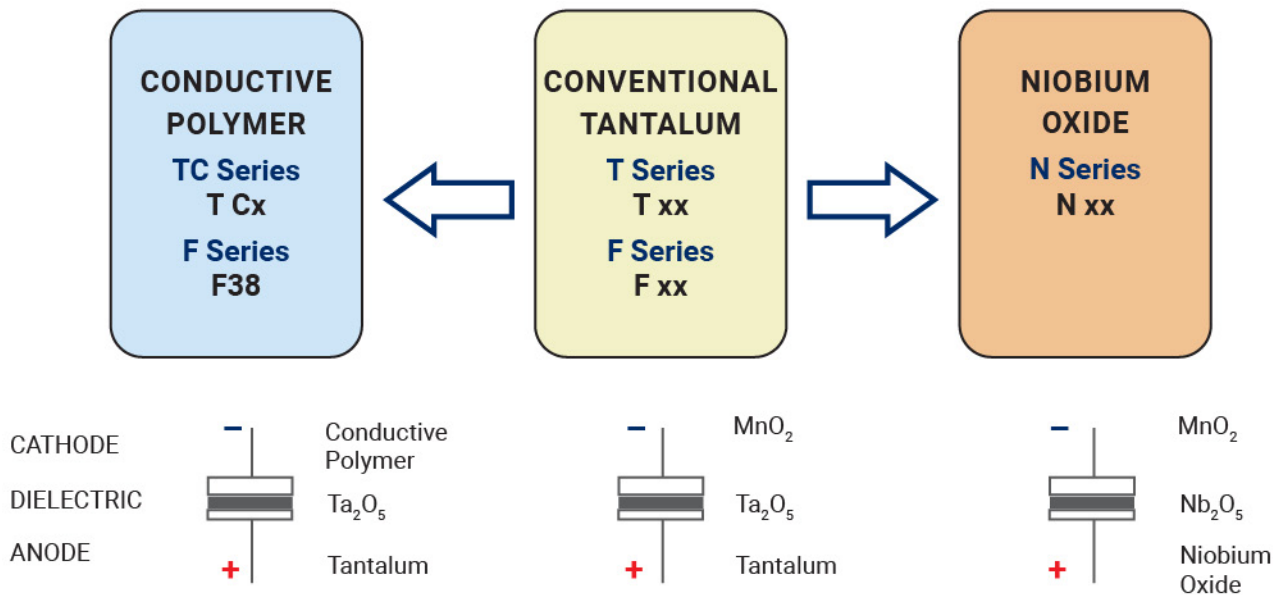 CONDUCTIVE
POLYMER
TC Series
T Cx
F Series
F38
CONVENTIONAL
TANTALUM
T Series
T xx
F Series
F xx
NIOBIUM
OXIDE
N Series
N xx
CATHODE
DIELECTRIC
ANODE
−
Conductive
Polymer
Ta₂O₅
+
Tantalum
−
MnO₂
Ta₂O₅
+
Tantalum
−
MnO₂
Nb₂O₅
+
Niobium
Oxide